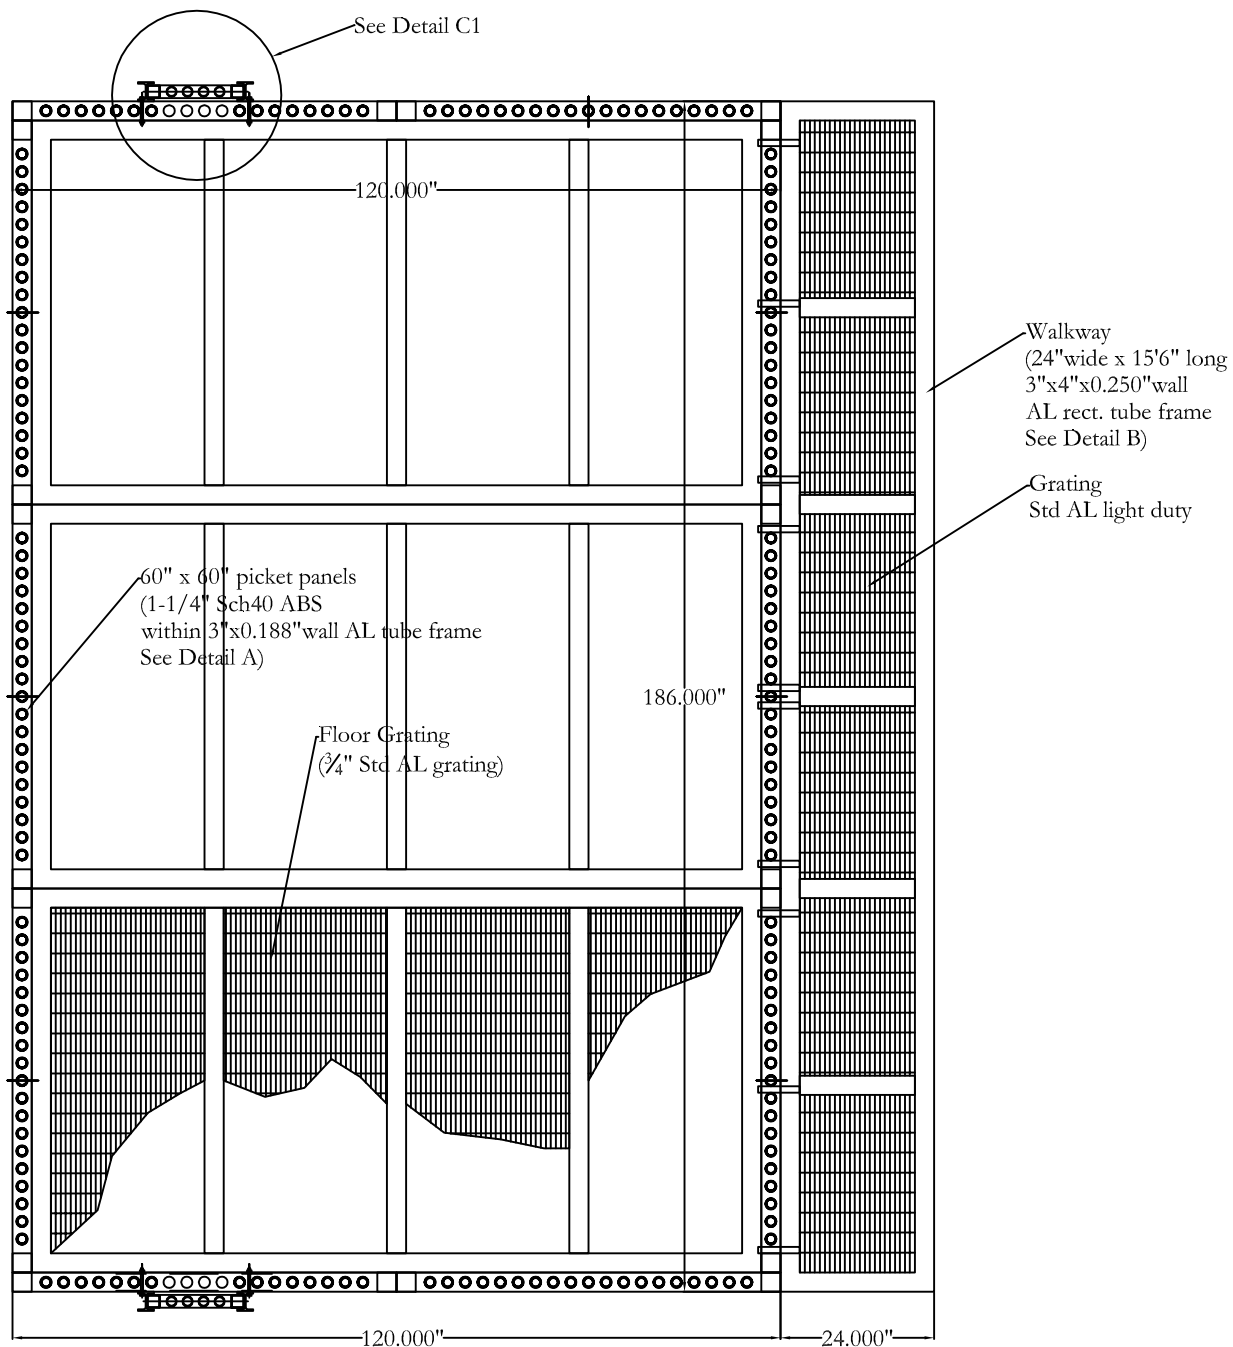 See Detail C1
120.000"
Walkway
(24"wide x 15'6" long
3"x4"x0.250"wall
AL rect. tube frame
See Detail B)
Grating
Std AL light duty
60" x 60" picket panels
(1-1/4" Sch40 ABS
within 3"x0.188"wall AL tube frame
See Detail A)
186.000"
Floor Grating
(¾" Std AL grating)
120.000"
24.000"